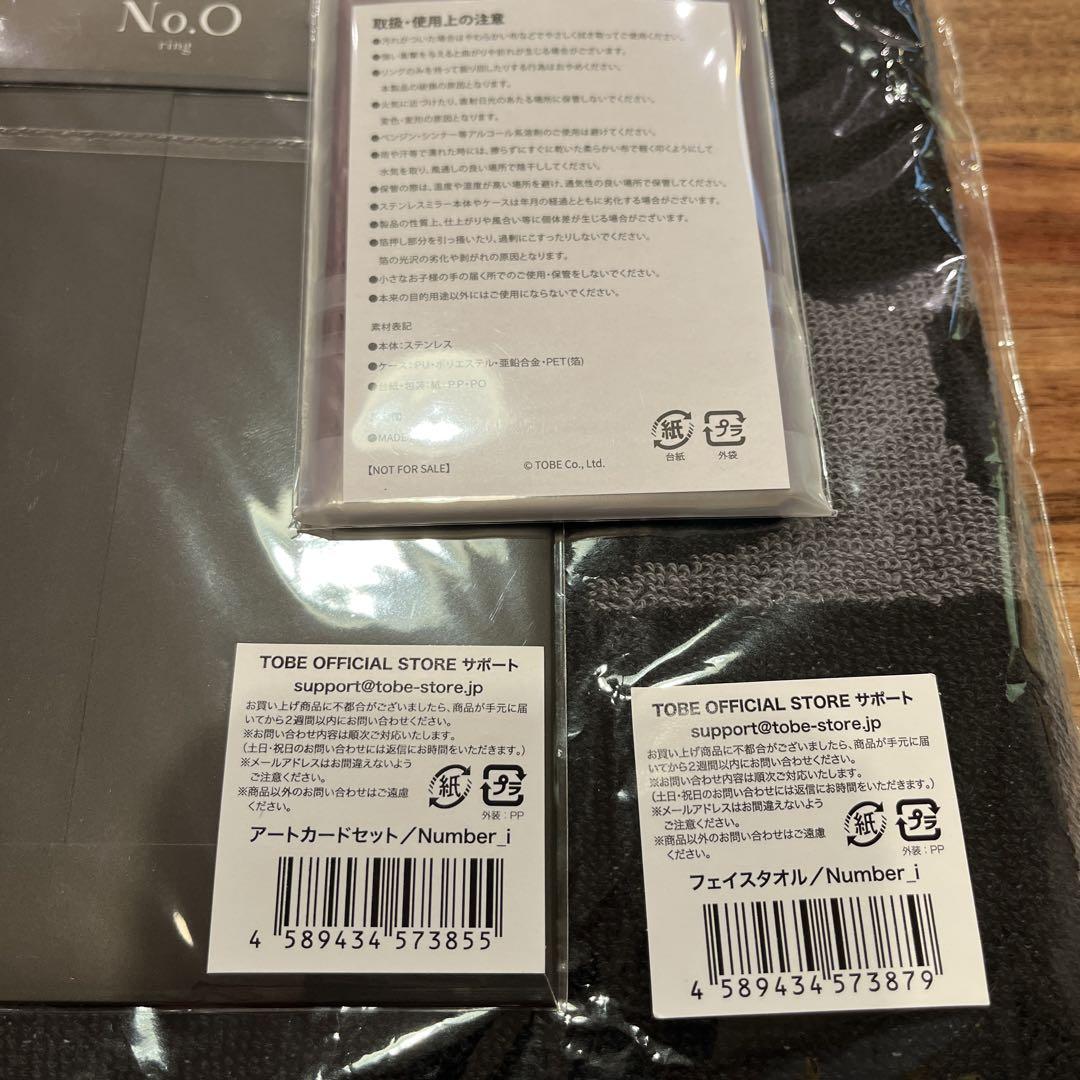 No.O
ring
取扱・使用上の注意
●汚れがついた場合はやわらかい布などでやさしく拭き取ってご使用ください。
●強い衝撃を与えると曲がりや折れが生じる場合がございます。
●リングのみを持って振り回したりする行為はおやめください。
本製品の破損の原因となります。
●火気に近づけたり、直射日光のあたる場所に保管しないでください。
変色・変形の原因となります。
●ベンジン・シンナー等アルコール気溶剤のご使用は避けてください。
●雨や汗等で濡れた時には、擦らずにすぐに乾いた柔らかい布で軽く叩くようにして
水気を取り、風通しの良い場所で陰干ししてください。
●保管の際は、温度や湿度が高い場所を避け、通気性の良い場所で保管してください。
●ステンレスミラー本体やケースは年月の経過とともに劣化する場合がございます。
●製品の性質上、仕上がりや風合い等に個体差が生じる場合がございます。
●箔押し部分を引っ掻いたり、過剰にこすったりしないでください。
箔の光沢の劣化や剥がれの原因となります。
●小さなお子様の手の届く所でのご使用・保管をしないでください。
●本来の目的用途以外にはご使用にならないでください。
素材表記
●本体:ステンレス
●ケース:PU・ポリエステル・亜鉛合金・PET(箔)
●台紙・包装:紙・PP・PO
●MADE
紙 プラ
台紙 外袋
【NOT FOR SALE】 © TOBE Co., Ltd.
TOBE OFFICIAL STORE サポート
support@tobe-store.jp
お買い上げ商品に不都合がございましたら、商品が手元に届
いてから2週間以内にお問い合わせください。
※お問い合わせ内容は順次ご対応いたします。
(土日・祝日のお問い合わせには返信にお時間をいただきます。)
※メールアドレスはお間違えないよう
ご注意ください。
※商品以外のお問い合わせはご遠慮
ください。
紙 プラ
外装:PP
アートカードセット/Number_i
4 589434 573855
TOBE OFFICIAL STORE サポート
support@tobe-store.jp
お買い上げ商品に不都合がございましたら、商品が手元に届
いてから2週間以内にお問い合わせください。
※お問い合わせ内容は順次ご対応いたします。
(土日・祝日のお問い合わせには返信にお時間をいただきます。)
※メールアドレスはお間違えないよう
ご注意ください。
※商品以外のお問い合わせはご遠慮
ください。
紙 プラ
外装:PP
フェイスタオル/Number_i
4 589434 573879